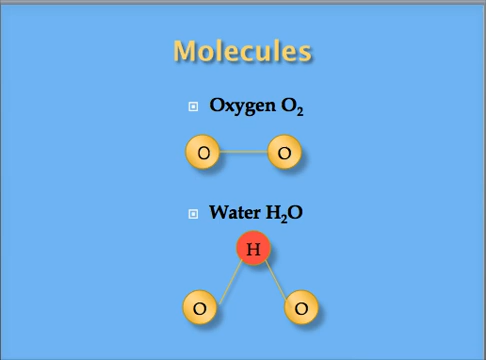 Molecules
Oxygen O₂
O O
Water H₂O
H
O O